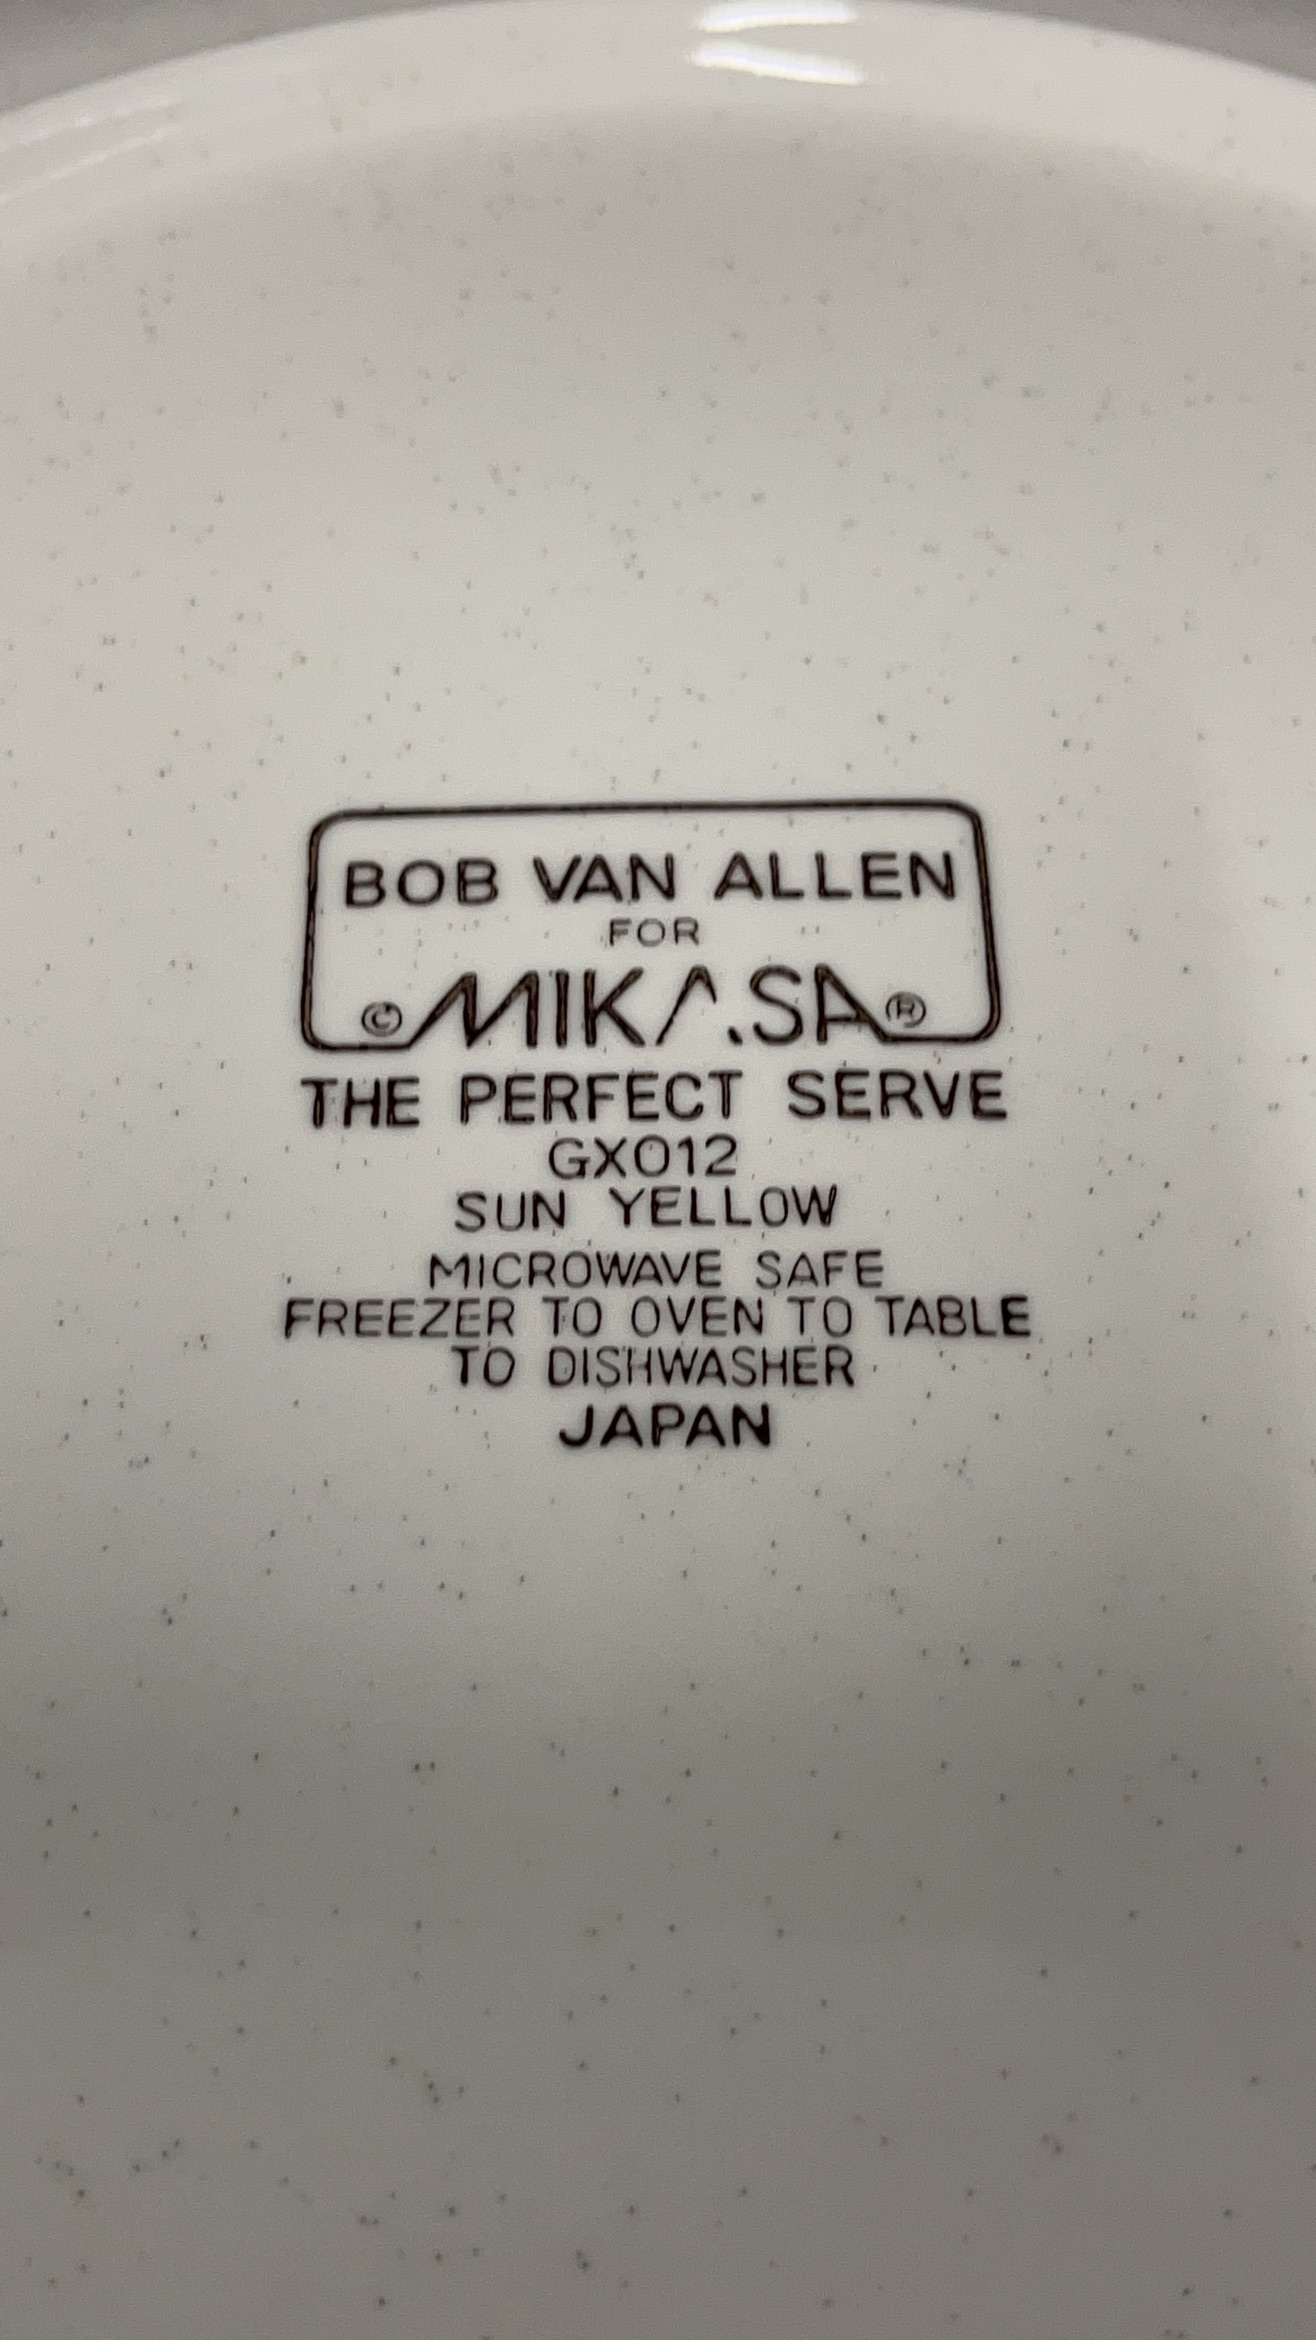 BOB VAN ALLEN
FOR
© MIKASA ®
THE PERFECT SERVE
GX012
SUN YELLOW
MICROWAVE SAFE
FREEZER TO OVEN TO TABLE
TO DISHWASHER
JAPAN